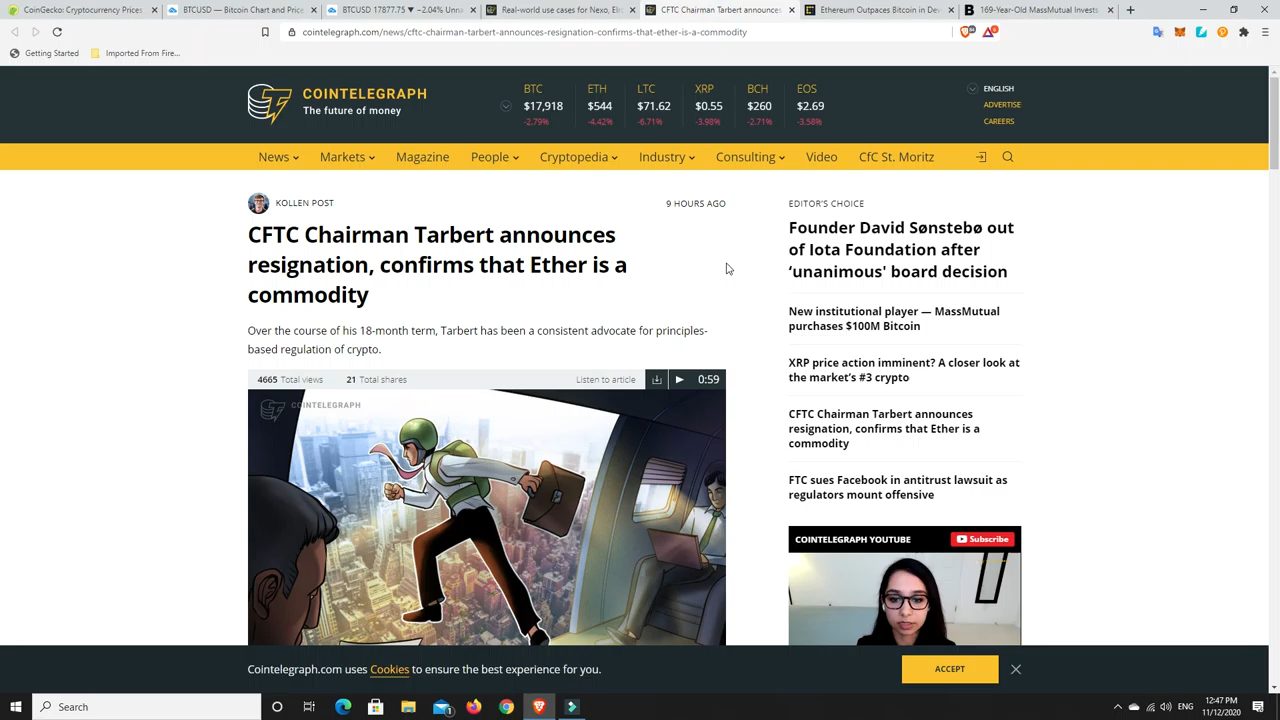 CoinGecko: Cryptocurrency Prices
BTCUSD — Bitcoin Chart and Price
BTCUSD 17877.75 ▼ −2.04% Unna
Real-world use cases for Nexo, Elro
CFTC Chairman Tarbert announces
Ethereum Outpaces Bitcoin in Dev
169-Year-Old MassMutual Invests
cointelegraph.com/news/cftc-chairman-tarbert-announces-resignation-confirms-that-ether-is-a-commodity
Getting Started
Imported From Fire...
COINTELEGRAPH
The future of money
BTC ETH LTC XRP BCH EOS
$17,918 $544 $71.62 $0.55 $260 $2.69
-2.79% -4.42% -6.71% -3.98% -2.71% -3.58%
ENGLISH
ADVERTISE
CAREERS
News Markets Magazine People Cryptopedia Industry Consulting Video CfC St. Moritz
KOLLEN POST
9 HOURS AGO
CFTC Chairman Tarbert announces
resignation, confirms that Ether is a
commodity
Over the course of his 18-month term, Tarbert has been a consistent advocate for principles-
based regulation of crypto.
4665 Total views 21 Total shares Listen to article 0:59
COINTELEGRAPH
EDITOR'S CHOICE
Founder David Sønstebø out
of Iota Foundation after
‘unanimous' board decision
New institutional player — MassMutual
purchases $100M Bitcoin
XRP price action imminent? A closer look at
the market’s #3 crypto
CFTC Chairman Tarbert announces
resignation, confirms that Ether is a
commodity
FTC sues Facebook in antitrust lawsuit as
regulators mount offensive
COINTELEGRAPH YOUTUBE
Subscribe
Cointelegraph.com uses Cookies to ensure the best experience for you.
ACCEPT
Search
ENG
12:47 PM
11/12/2020